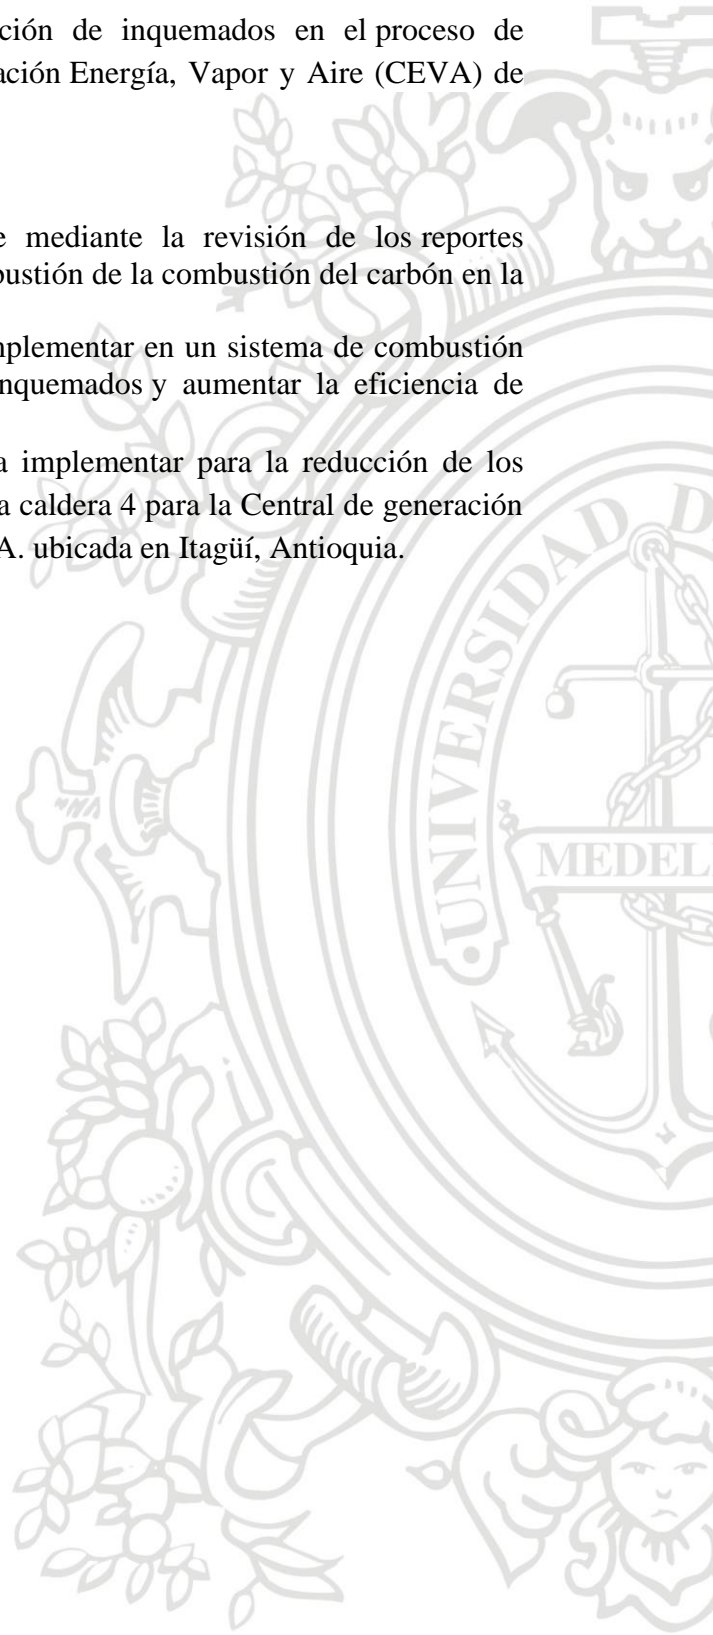 ción de inquemados en el proceso de
ación Energía, Vapor y Aire (CEVA) de
e mediante la revisión de los reportes
bustión de la combustión del carbón en la
mplementar en un sistema de combustión
nquemados y aumentar la eficiencia de
a implementar para la reducción de los
a caldera 4 para la Central de generación
A. ubicada en Itagüí, Antioquia.
UNIVERSIDAD D
MEDEL